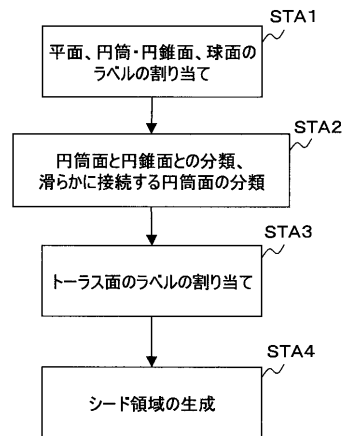 STA1
平面、円筒・円錐面、球面の
ラベルの割り当て
STA2
円筒面と円錐面との分類、
滑らかに接続する円筒面の分類
STA3
トーラス面のラベルの割り当て
STA4
シード領域の生成